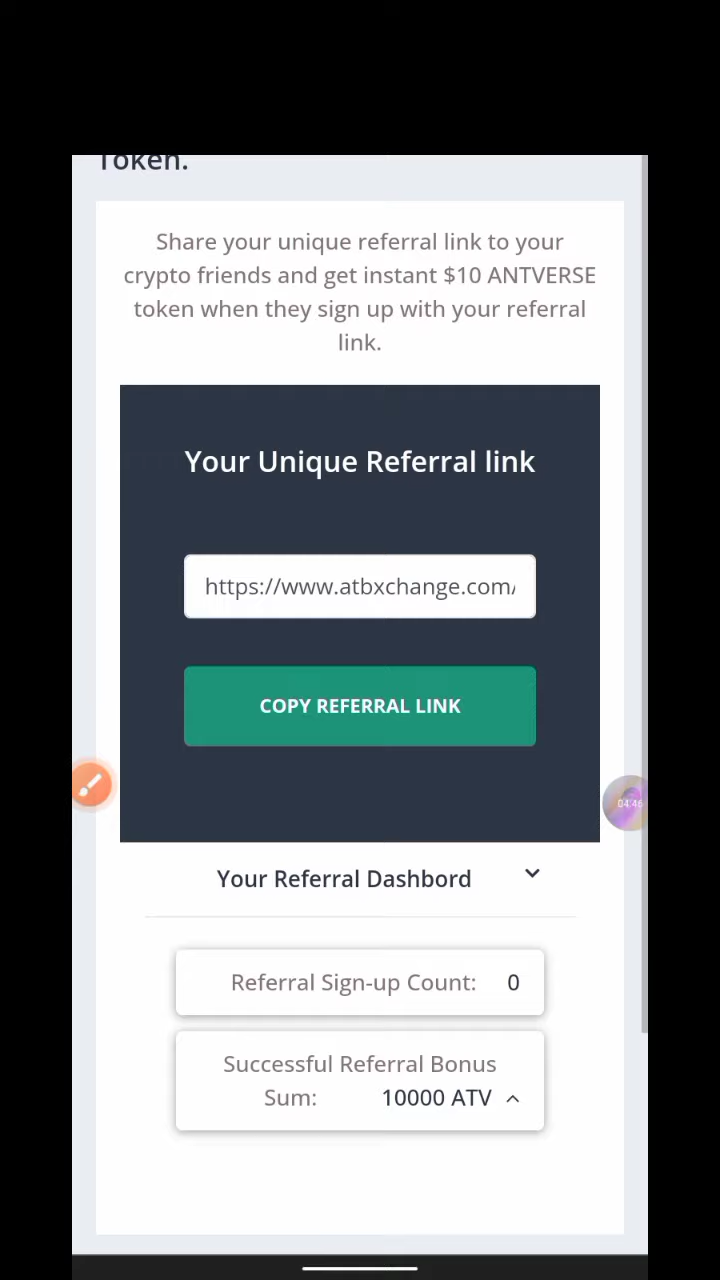 Token.
Share your unique referral link to your
crypto friends and get instant $10 ANTVERSE
token when they sign up with your referral
link.
Your Unique Referral link
https://www.atbxchange.com/
COPY REFERRAL LINK
04:46
Your Referral Dashbord
Referral Sign-up Count: 0
Successful Referral Bonus
Sum: 10000 ATV